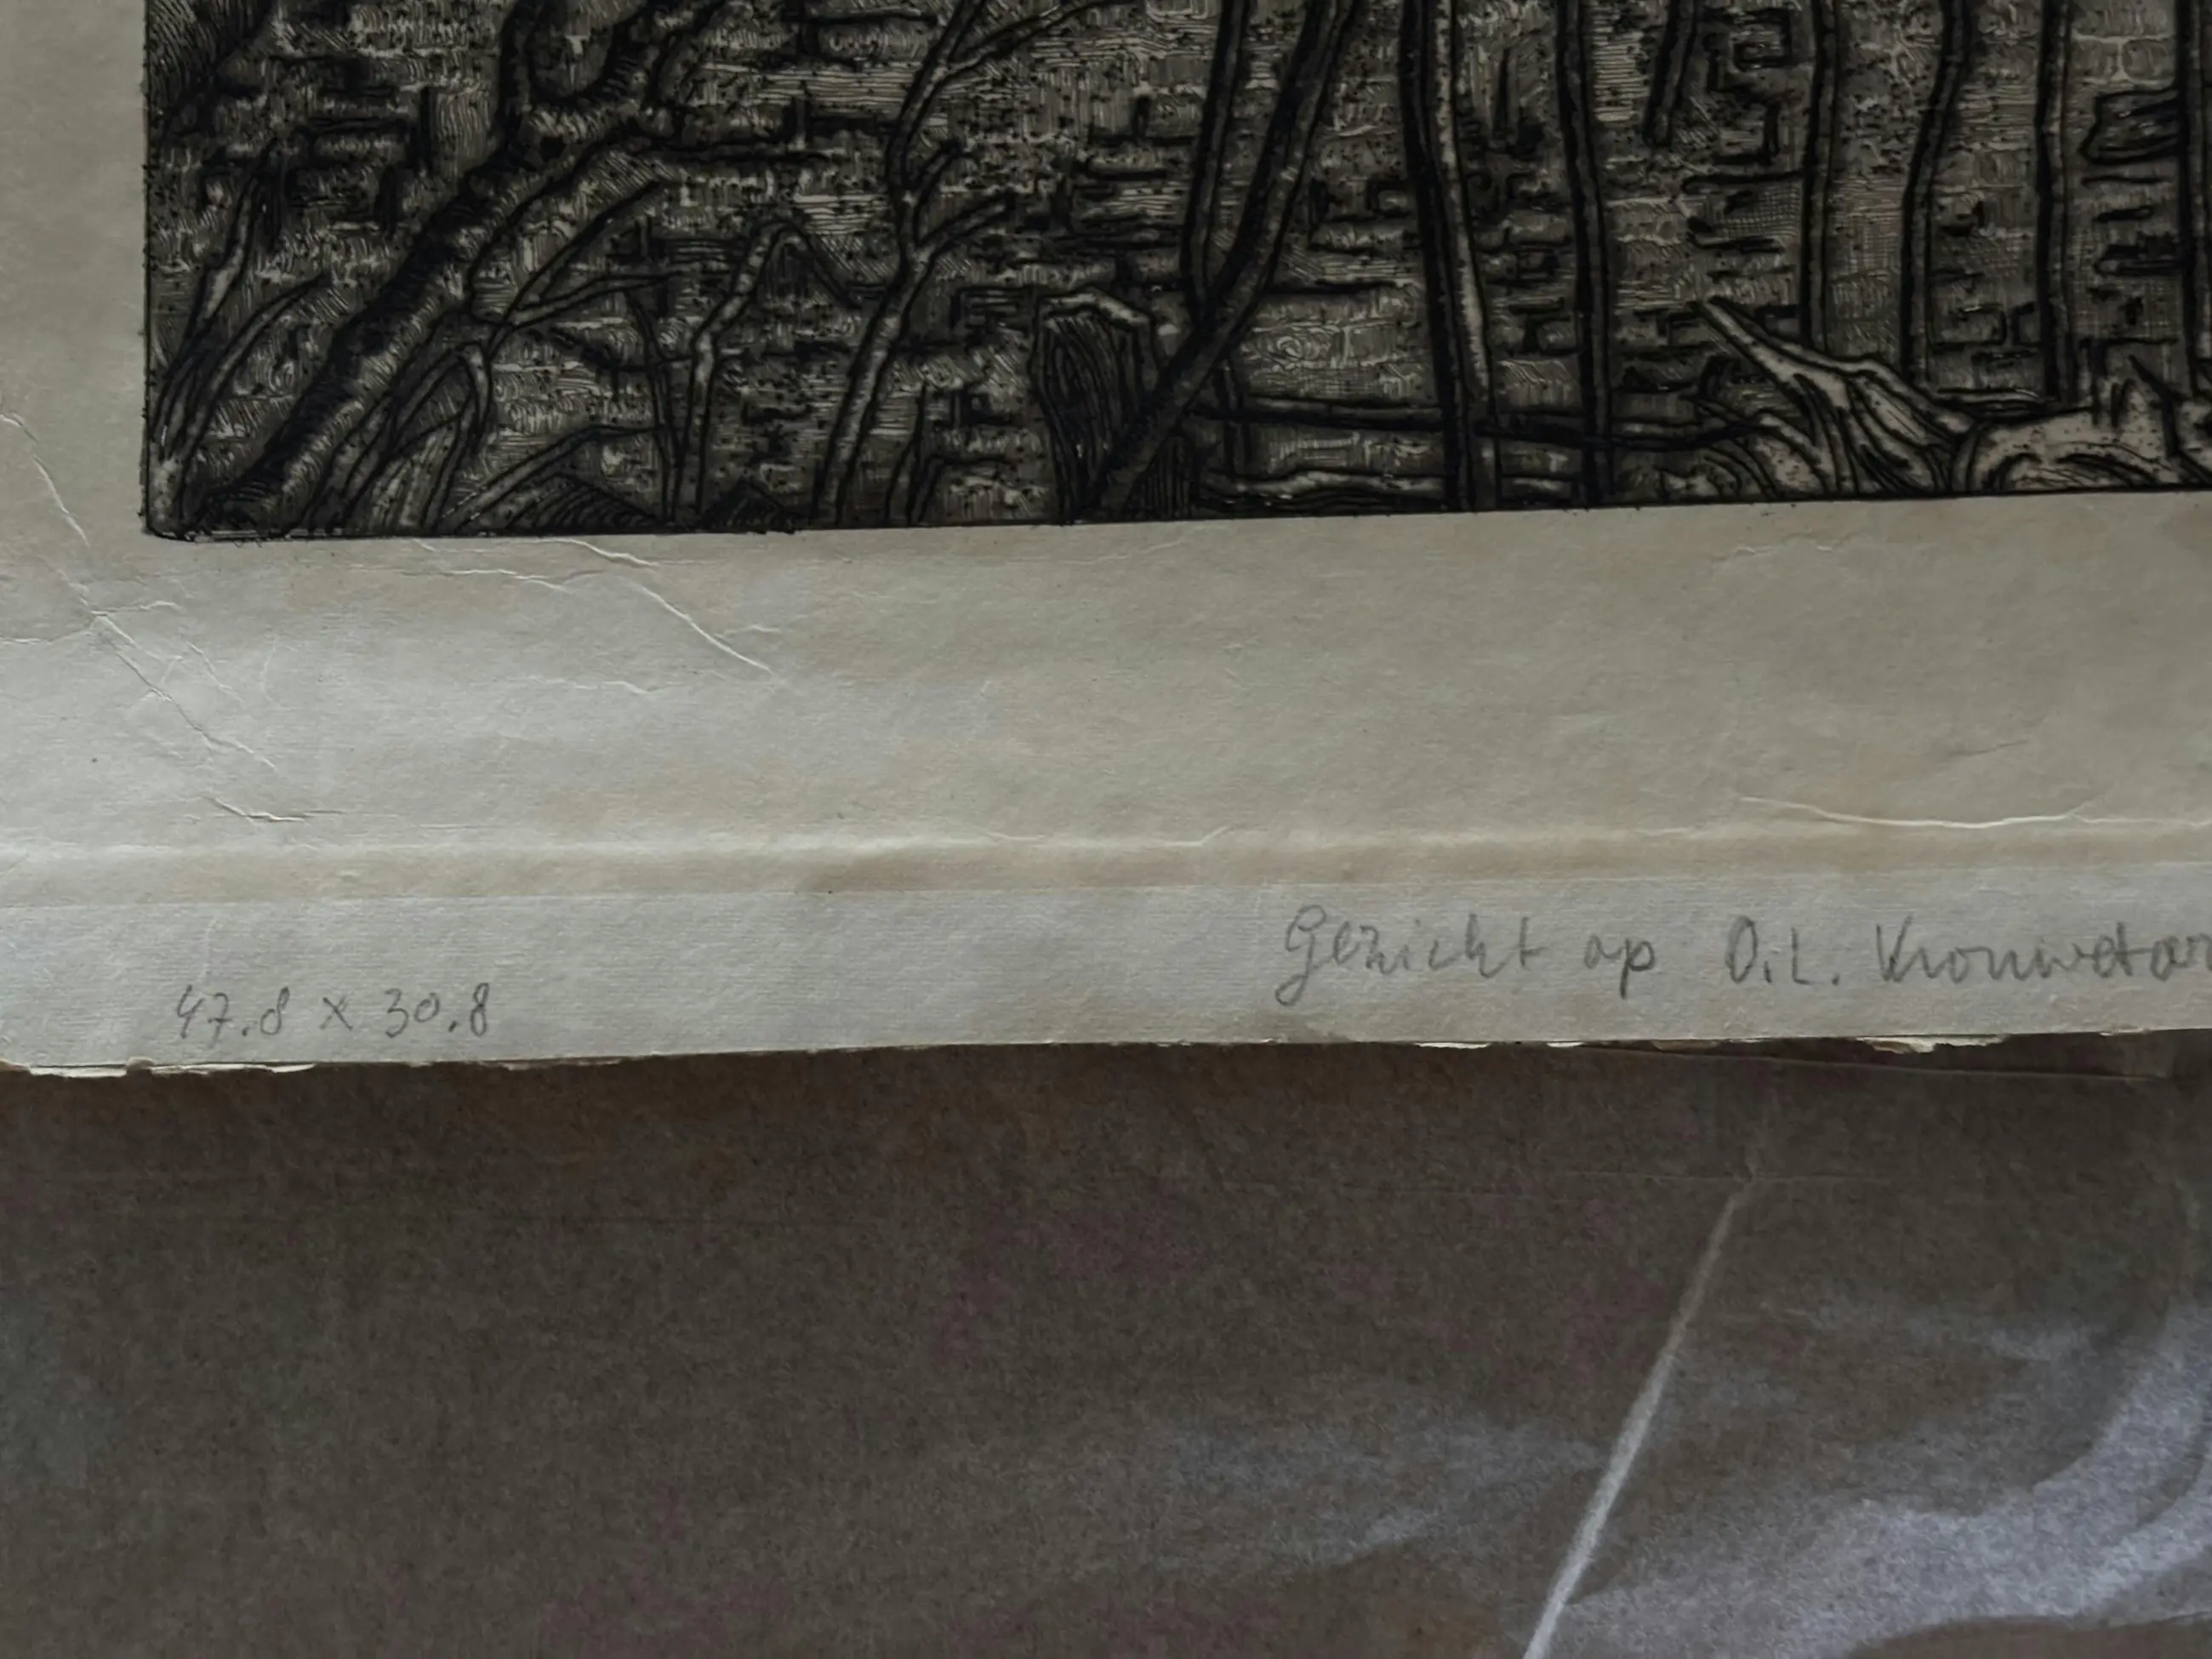 Gezicht op O.L. Vrouwetor
47.8 x 30.8